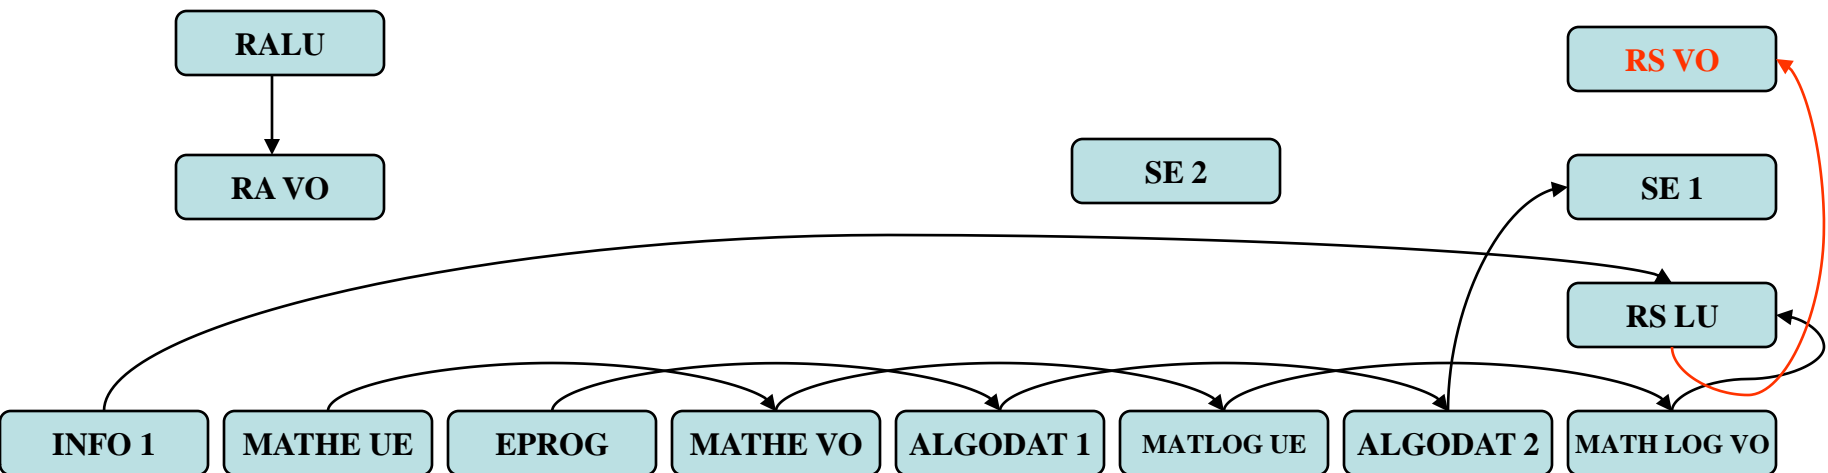 RALU
RS VO
RA VO
SE 2
SE 1
RS LU
INFO 1
MATHE UE
EPROG
MATHE VO
ALGODAT 1
MATLOG UE
ALGODAT 2
MATH LOG VO